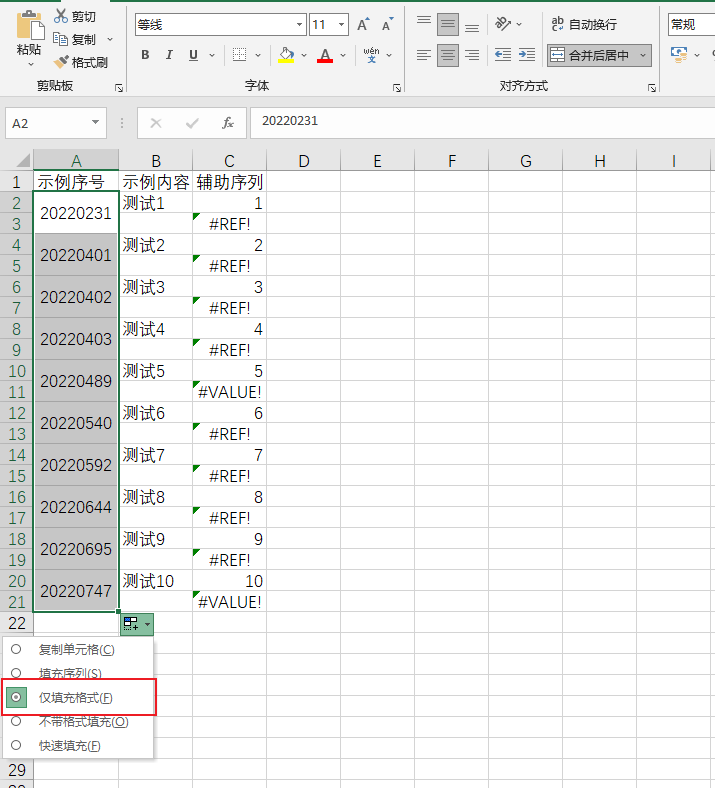 剪切
复制
格式刷
粘贴
剪贴板
等线
11
A A
B I U
A
wén
文
字体
ab
自动换行
合并后居中
对齐方式
常规
A2
fx
20220231
A B C D E F G H I
1 示例序号 示例内容 辅助序列
2 20220231 测试1 1
3 #REF!
4 20220401 测试2 2
5 #REF!
6 20220402 测试3 3
7 #REF!
8 20220403 测试4 4
9 #REF!
10 20220489 测试5 5
11 #VALUE!
12 20220540 测试6 6
13 #REF!
14 20220592 测试7 7
15 #REF!
16 20220644 测试8 8
17 #REF!
18 20220695 测试9 9
19 #REF!
20 20220747 测试10 10
21 #VALUE!
22
复制单元格(C)
填充序列(S)
仅填充格式(F)
不带格式填充(O)
快速填充(F)
29